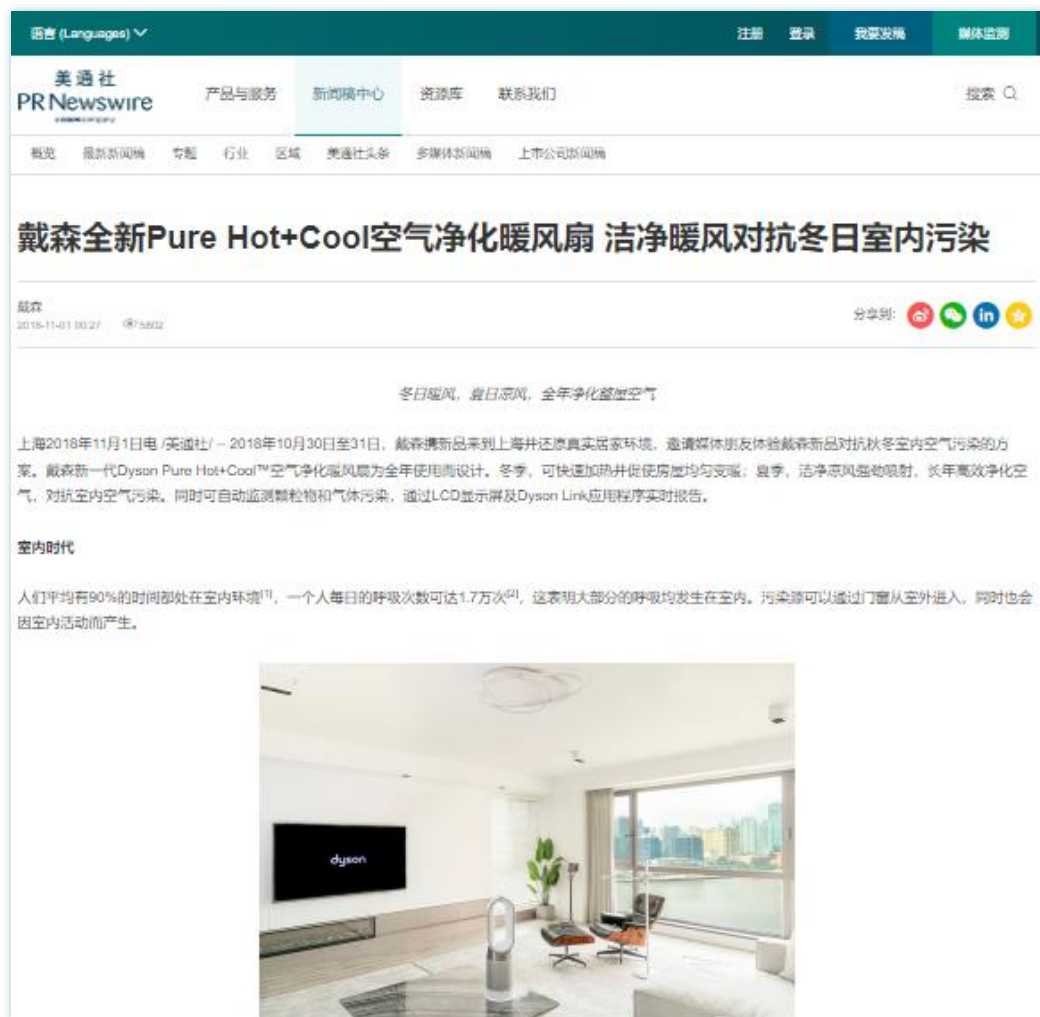 语言 (Languages)
注册 登录 我要发稿 媒体监测
美通社
PR Newswire
a cision company
产品与服务 新闻稿中心 资源库 联系我们
搜索
概览 最新新闻稿 专题 行业 区域 美通社头条 多媒体新闻稿 上市公司新闻稿
戴森全新Pure Hot+Cool空气净化暖风扇 洁净暖风对抗冬日室内污染
戴森
2018-11-01 00:27 5802
分享到:
冬日暖风，夏日凉风，全年净化整屋空气
上海2018年11月1日电 /美通社/ -- 2018年10月30日至31日，戴森携新品来到上海并还原真实居家环境，邀请媒体朋友体验戴森新品对抗秋冬室内空气污染的方
案。戴森新一代Dyson Pure Hot+Cool™空气净化暖风扇为全年使用而设计。冬季，可快速加热并促使房屋均匀变暖；夏季，洁净凉风强劲喷射，长年高效净化空
气，对抗室内空气污染。同时可自动监测颗粒物和气体污染，通过LCD显示屏及Dyson Link应用程序实时报告。
室内时代
人们平均有90%的时间都处在室内环境[1]，一个人每日的呼吸次数可达1.7万次[2]，这表明大部分的呼吸均发生在室内。污染源可以通过门窗从室外进入，同时也会
因室内活动而产生。
dyson